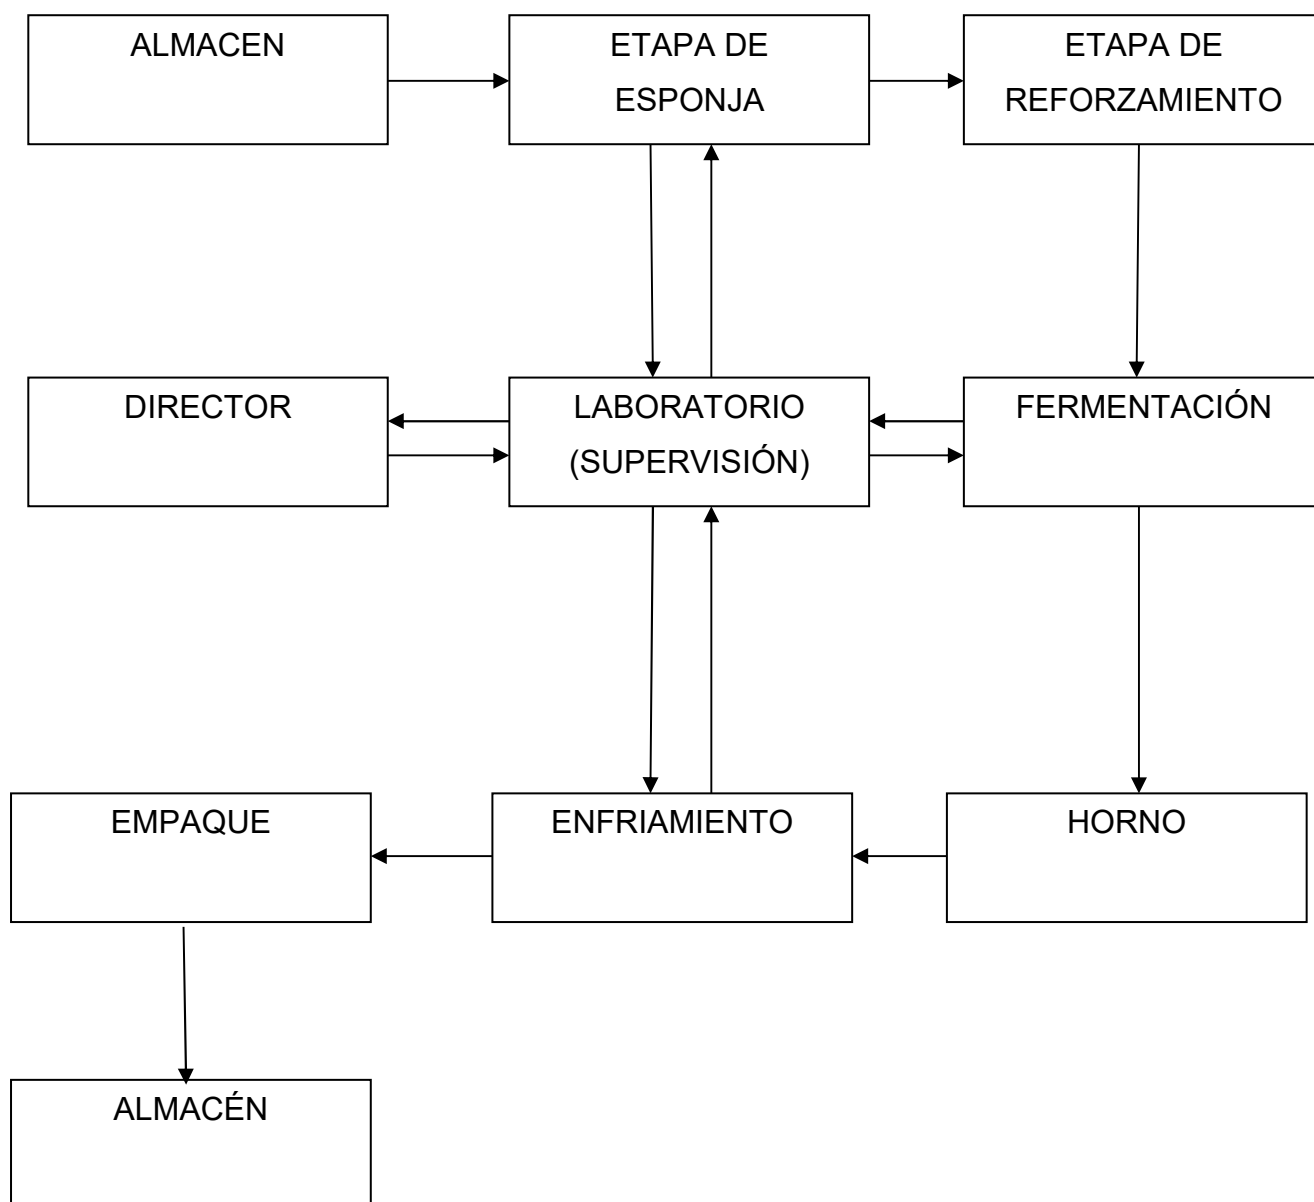 ALMACEN
ETAPA DE
ESPONJA
ETAPA DE
REFORZAMIENTO
DIRECTOR
LABORATORIO
(SUPERVISIÓN)
FERMENTACIÓN
EMPAQUE
ENFRIAMIENTO
HORNO
ALMACÉN